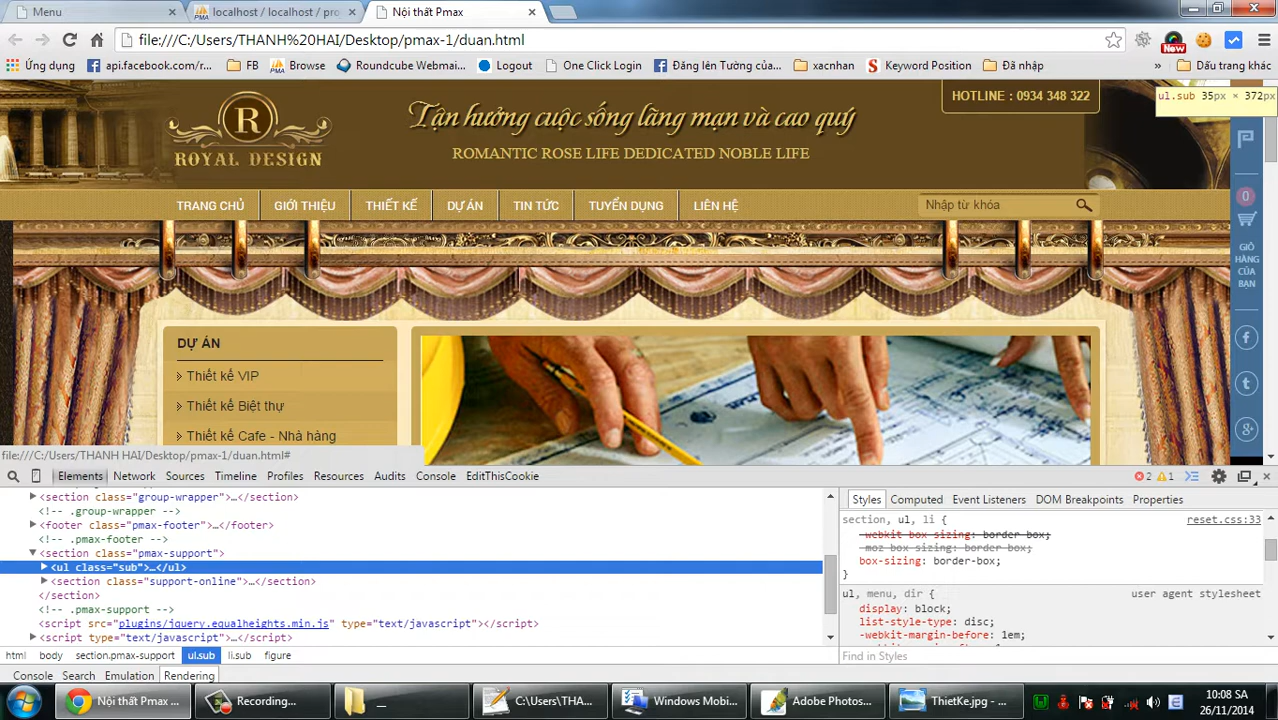 Menu
localhost / localhost / pro
Nội thất Pmax
file:///C:/Users/THANH%20HAI/Desktop/pmax-1/duan.html
New
Ứng dụng
api.facebook.com/r...
FB
Browse
Roundcube Webmai...
Logout
One Click Login
Đăng lên Tường của...
xacnhan
Keyword Position
Đã nhập
»
Dấu trang khác
R
ROYAL DESIGN
Tận hưởng cuộc sống lãng mạn và cao quý
ROMANTIC ROSE LIFE DEDICATED NOBLE LIFE
HOTLINE : 0934 348 322
ul.sub 35px × 372px
TRANG CHỦ
GIỚI THIỆU
THIẾT KẾ
DỰ ÁN
TIN TỨC
TUYỂN DỤNG
LIÊN HỆ
Nhập từ khóa
0
GIỎ
HÀNG
CỦA
BẠN
DỰ ÁN
Thiết kế VIP
Thiết kế Biệt thự
Thiết kế Cafe - Nhà hàng
file:///C:/Users/THANH HAI/Desktop/pmax-1/duan.html#
Elements
Network
Sources
Timeline
Profiles
Resources
Audits
Console
EditThisCookie
2
1
<section class="group-wrapper">…</section>
<!-- .group-wrapper -->
<footer class="pmax-footer">…</footer>
<!-- .pmax-footer -->
<section class="pmax-support">
<ul class="sub">…</ul>
<section class="support-online">…</section>
</section>
<!-- .pmax-support -->
<script src="plugins/jquery.equalheights.min.js" type="text/javascript"></script>
<script type="text/javascript">…</script>
html
body
section.pmax-support
ul.sub
li.sub
figure
Styles
Computed
Event Listeners
DOM Breakpoints
Properties
section, ul, li {
reset.css:33
-webkit-box-sizing: border-box;
-moz-box-sizing: border-box;
box-sizing: border-box;
}
ul, menu, dir {
user agent stylesheet
display: block;
list-style-type: disc;
-webkit-margin-before: 1em;
Find in Styles
Console
Search
Emulation
Rendering
Nội thất Pmax ...
Recording...
_
C:\Users\THA...
Windows Mobi...
Adobe Photos...
ThietKe.jpg - ...
10:08 SA
26/11/2014